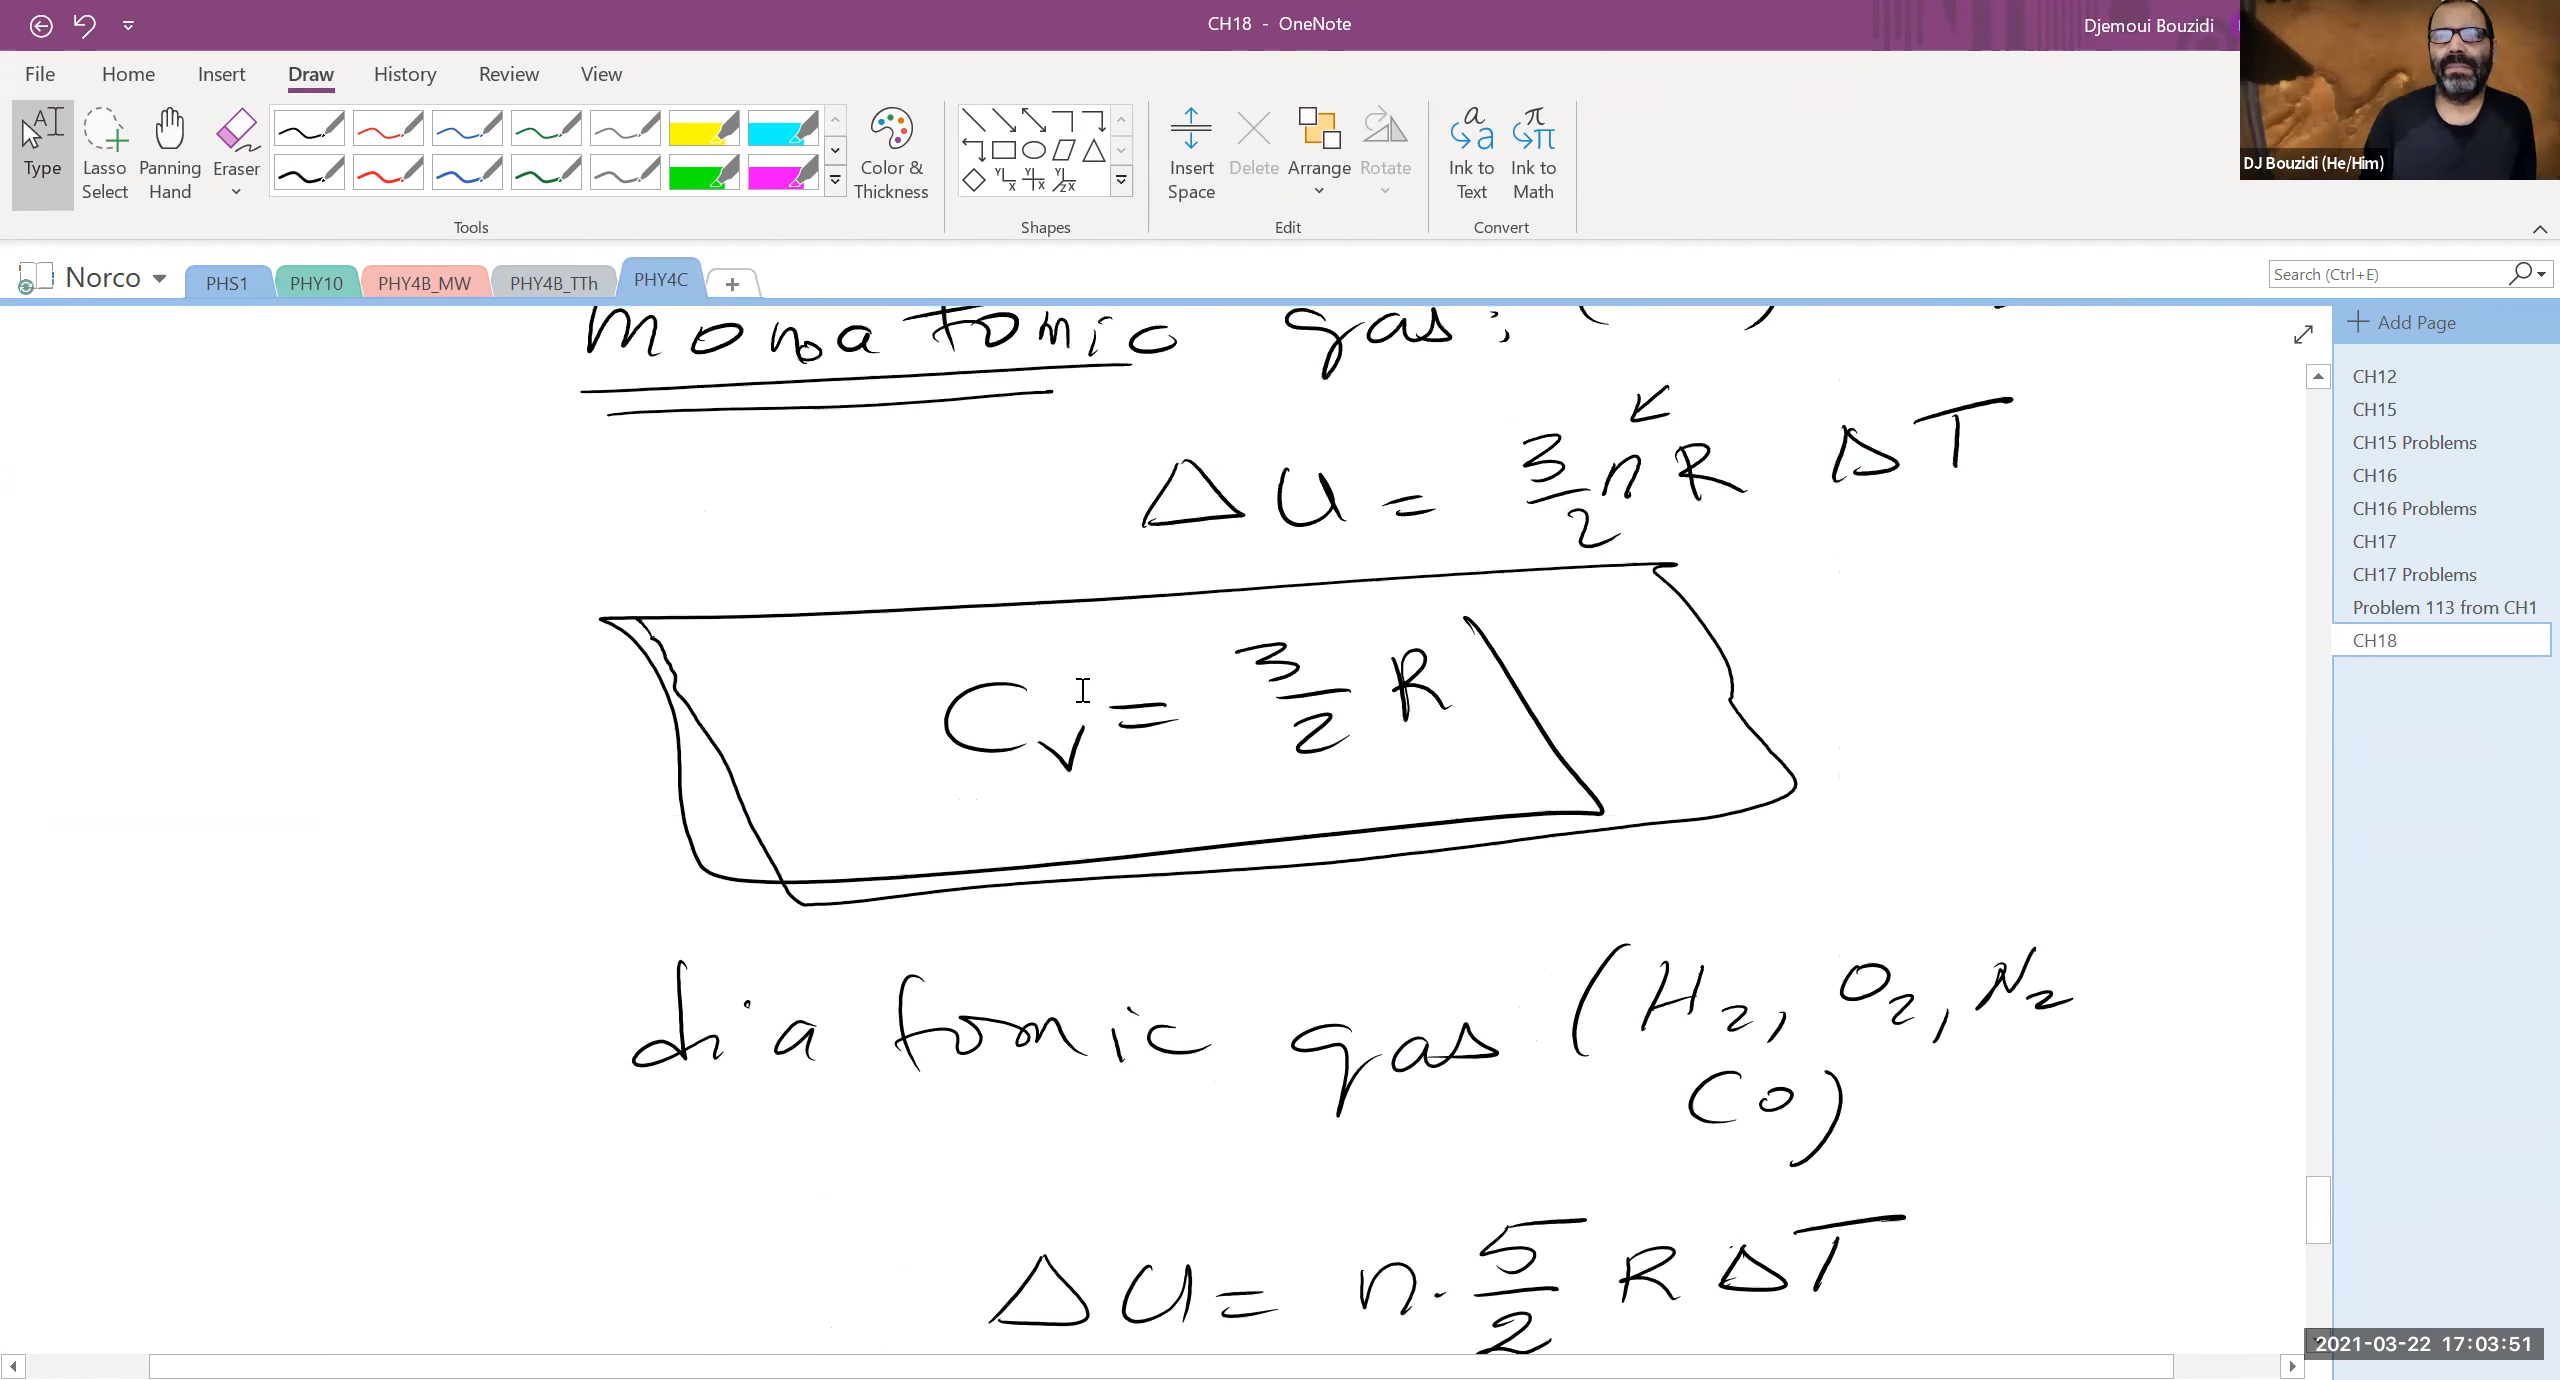 CH18 - OneNote
Djemoui Bouzidi
File Home Insert Draw History Review View
Type
Lasso Select
Panning Hand
Eraser
Color & Thickness
Insert Space
Delete
Arrange
Rotate
Ink to Text
Ink to Math
Tools
Shapes
Edit
Convert
DJ Bouzidi (He/Him)
Norco
PHS1 PHY10 PHY4B_MW PHY4B_TTh PHY4C
Search (Ctrl+E)
Add Page
CH12
CH15
CH15 Problems
CH16
CH16 Problems
CH17
CH17 Problems
Problem 113 from CH1
CH18
monoatomic gas: (
ΔU = 3/2 n R ΔT
Cv = 3/2 R
diatomic gas (H2, O2, N2
CO)
ΔU = n. 5/2 R ΔT
2021-03-22 17:03:51